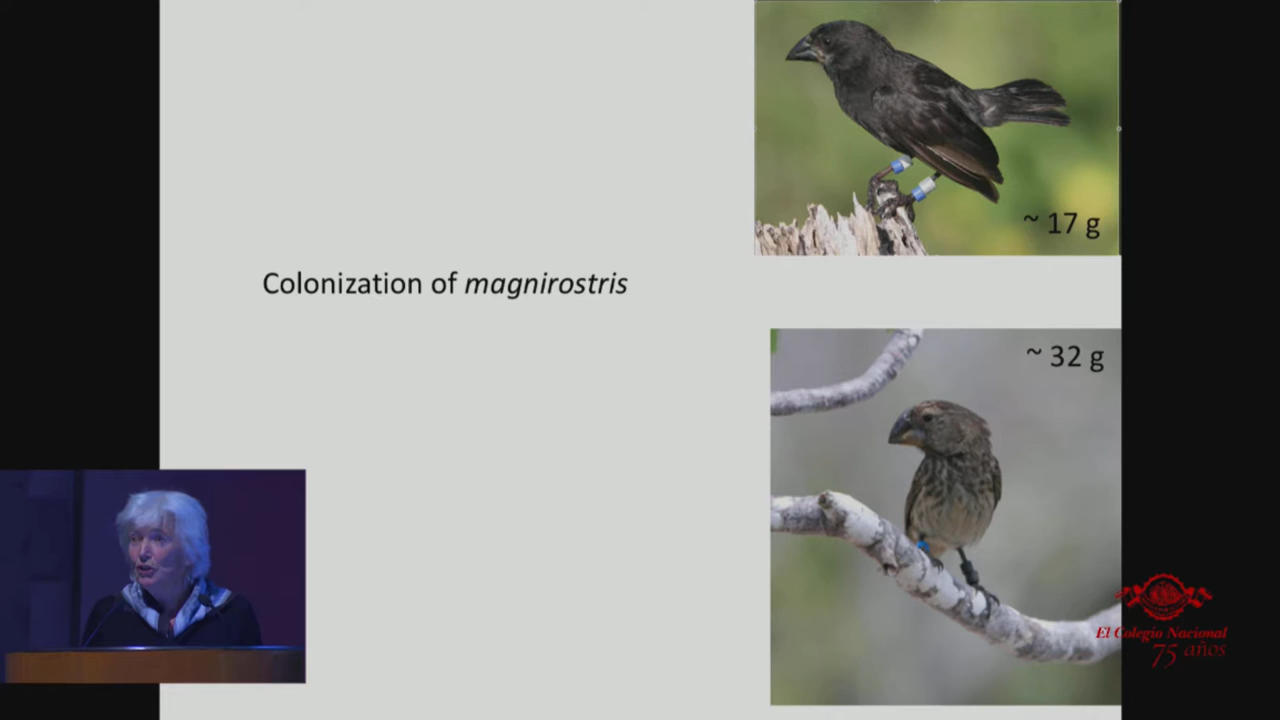 ~ 17 g
Colonization of magnirostris
~ 32 g
El Colegio Nacional
75 años